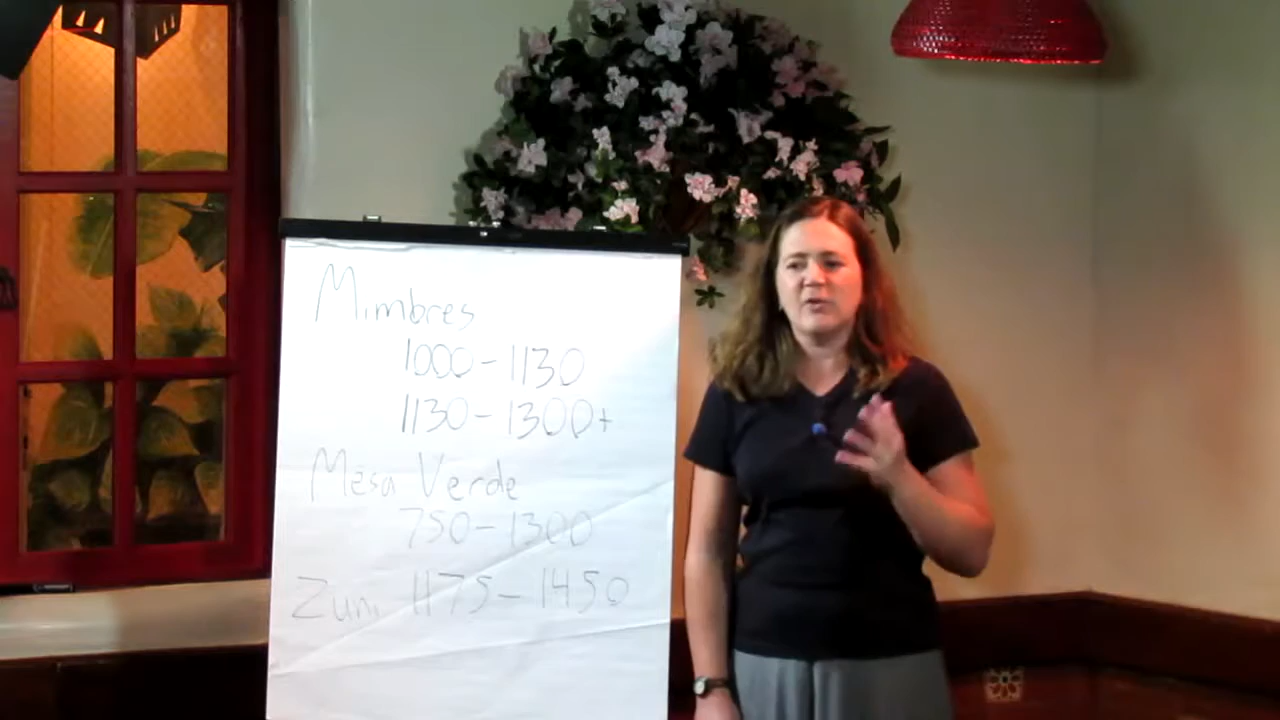 Mimbres
1000-1130
1130-1300+
Mesa Verde
750-1300
Zuni 1175-1450